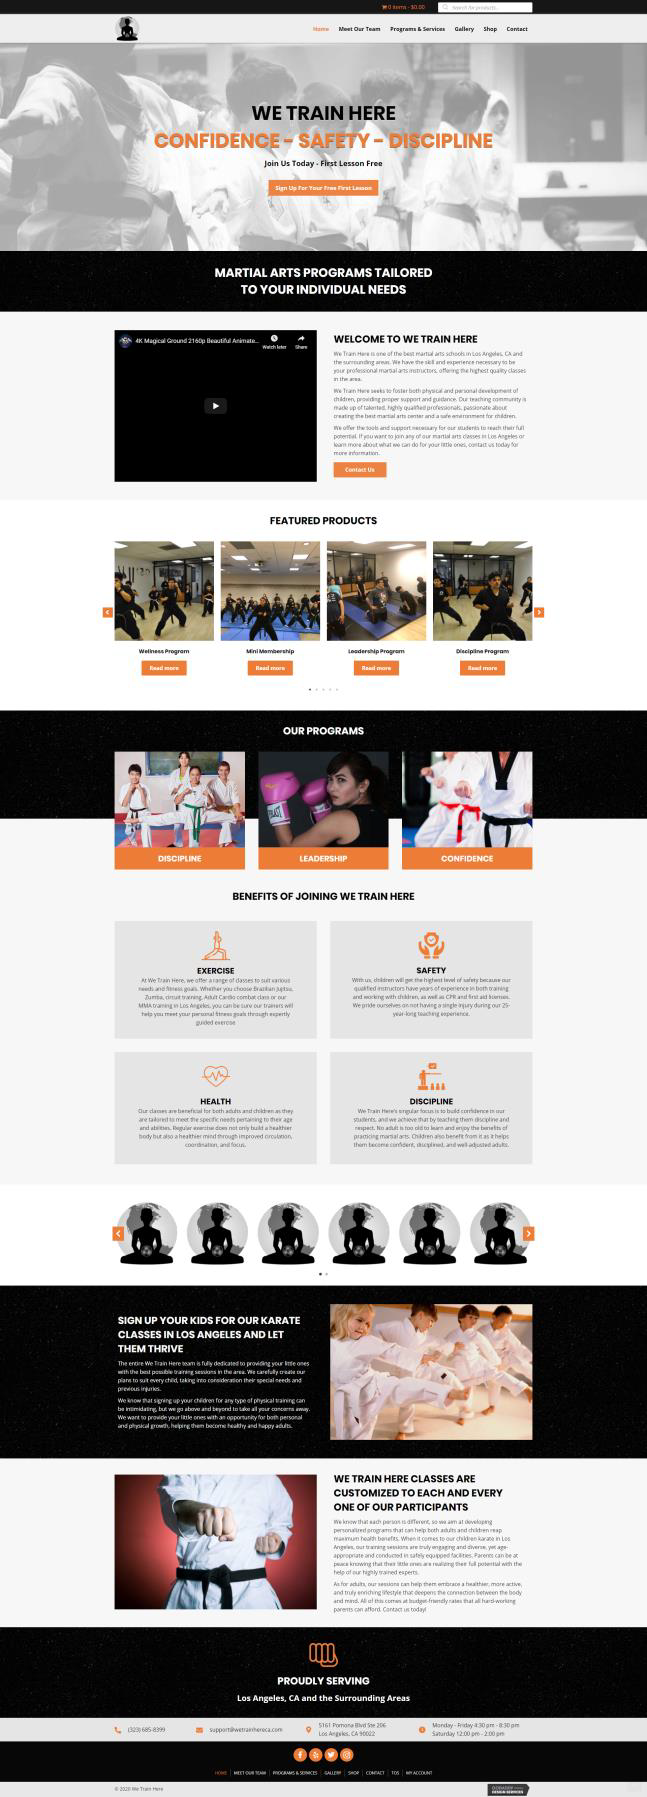 0 items - $0.00
Search for products...
Home Meet Our Team Programs & Services Gallery Shop Contact
WE TRAIN HERE
CONFIDENCE - SAFETY - DISCIPLINE
Join Us Today - First Lesson Free
Sign Up For Your Free First Lesson
MARTIAL ARTS PROGRAMS TAILORED
TO YOUR INDIVIDUAL NEEDS
4K Magical Ground 2160p Beautiful Animate...
Watch later Share
WELCOME TO WE TRAIN HERE
We Train Here is one of the best martial arts schools in Los Angeles, CA and
the surrounding areas. We have the skill and experience necessary to be
your professional martial arts instructors, offering the highest quality classes
in the area.
We Train Here seeks to foster both physical and personal development of
children, providing proper support and guidance. Our teaching community is
made up of talented, highly qualified professionals, passionate about
creating the best martial arts center and a safe environment for children.
We offer the tools and support necessary for our students to reach their full
potential. If you want to join any of our martial arts classes in Los Angeles or
learn more about what we can do for your little ones, contact us today for
more information.
Contact Us
FEATURED PRODUCTS
Wellness Program
Read more
Mini Membership
Read more
Leadership Program
Read more
Discipline Program
Read more
OUR PROGRAMS
DISCIPLINE
LEADERSHIP
CONFIDENCE
BENEFITS OF JOINING WE TRAIN HERE
EXERCISE
At We Train Here, we offer a range of classes to suit various
needs and fitness goals. Whether you choose Brazilian Jujitsu,
Zumba, circuit training, Adult Cardio combat class or our
MMA training in Los Angeles, you can be sure our trainers will
help you meet your personal fitness goals through expertly
guided exercise
SAFETY
With us, children will get the highest level of safety because our
qualified instructors have years of experience in both training
and working with children, as well as CPR and first aid licenses.
We pride ourselves on not having a single injury during our 25-
year-long teaching experience.
HEALTH
Our classes are beneficial for both adults and children as they
are tailored to meet the specific needs pertaining to their age
and abilities. Regular exercise does not only build a healthier
body but also a healthier mind through improved circulation,
coordination, and focus.
DISCIPLINE
We Train Here's singular focus is to build confidence in our
students, and we achieve that by teaching them discipline and
respect. No adult is too old to learn and enjoy the benefits of
practicing martial arts. Children also benefit from it as it helps
them become confident, disciplined, and well-adjusted adults.
SIGN UP YOUR KIDS FOR OUR KARATE
CLASSES IN LOS ANGELES AND LET
THEM THRIVE
The entire We Train Here team is fully dedicated to providing your little ones
with the best possible training sessions in the area. We carefully create our
plans to suit every child, taking into consideration their special needs and
previous injuries.
We know that signing up your children for any type of physical training can
be intimidating, but we go above and beyond to take all your concerns away.
We want to provide your little ones with an opportunity for both personal
and physical growth, helping them become healthy and happy adults.
WE TRAIN HERE CLASSES ARE
CUSTOMIZED TO EACH AND EVERY
ONE OF OUR PARTICIPANTS
We know that each person is different, so we aim at developing
personalized programs that can help both adults and children reap
maximum health benefits. When it comes to our children karate in Los
Angeles, our training sessions are truly engaging and diverse, yet age-
appropriate and conducted in safely equipped facilities. Parents can be at
peace knowing that their little ones are realizing their full potential with the
help of our highly trained experts.
As for adults, our sessions can help them embrace a healthier, more active,
and truly enriching lifestyle that deepens the connection between the body
and mind. All of this comes at budget-friendly rates that all hard-working
parents can afford. Contact us today!
PROUDLY SERVING
Los Angeles, CA and the Surrounding Areas
(323) 685-8399
support@wetrainhereca.com
5161 Pomona Blvd Ste 206
Los Angeles, CA 90022
Monday - Friday 4:30 pm - 8:30 pm
Saturday 12:00 pm - 2:00 pm
HOME MEET OUR TEAM PROGRAMS & SERVICES GALLERY SHOP CONTACT TOS MY ACCOUNT
© 2020 We Train Here
DESIGN SERVICES